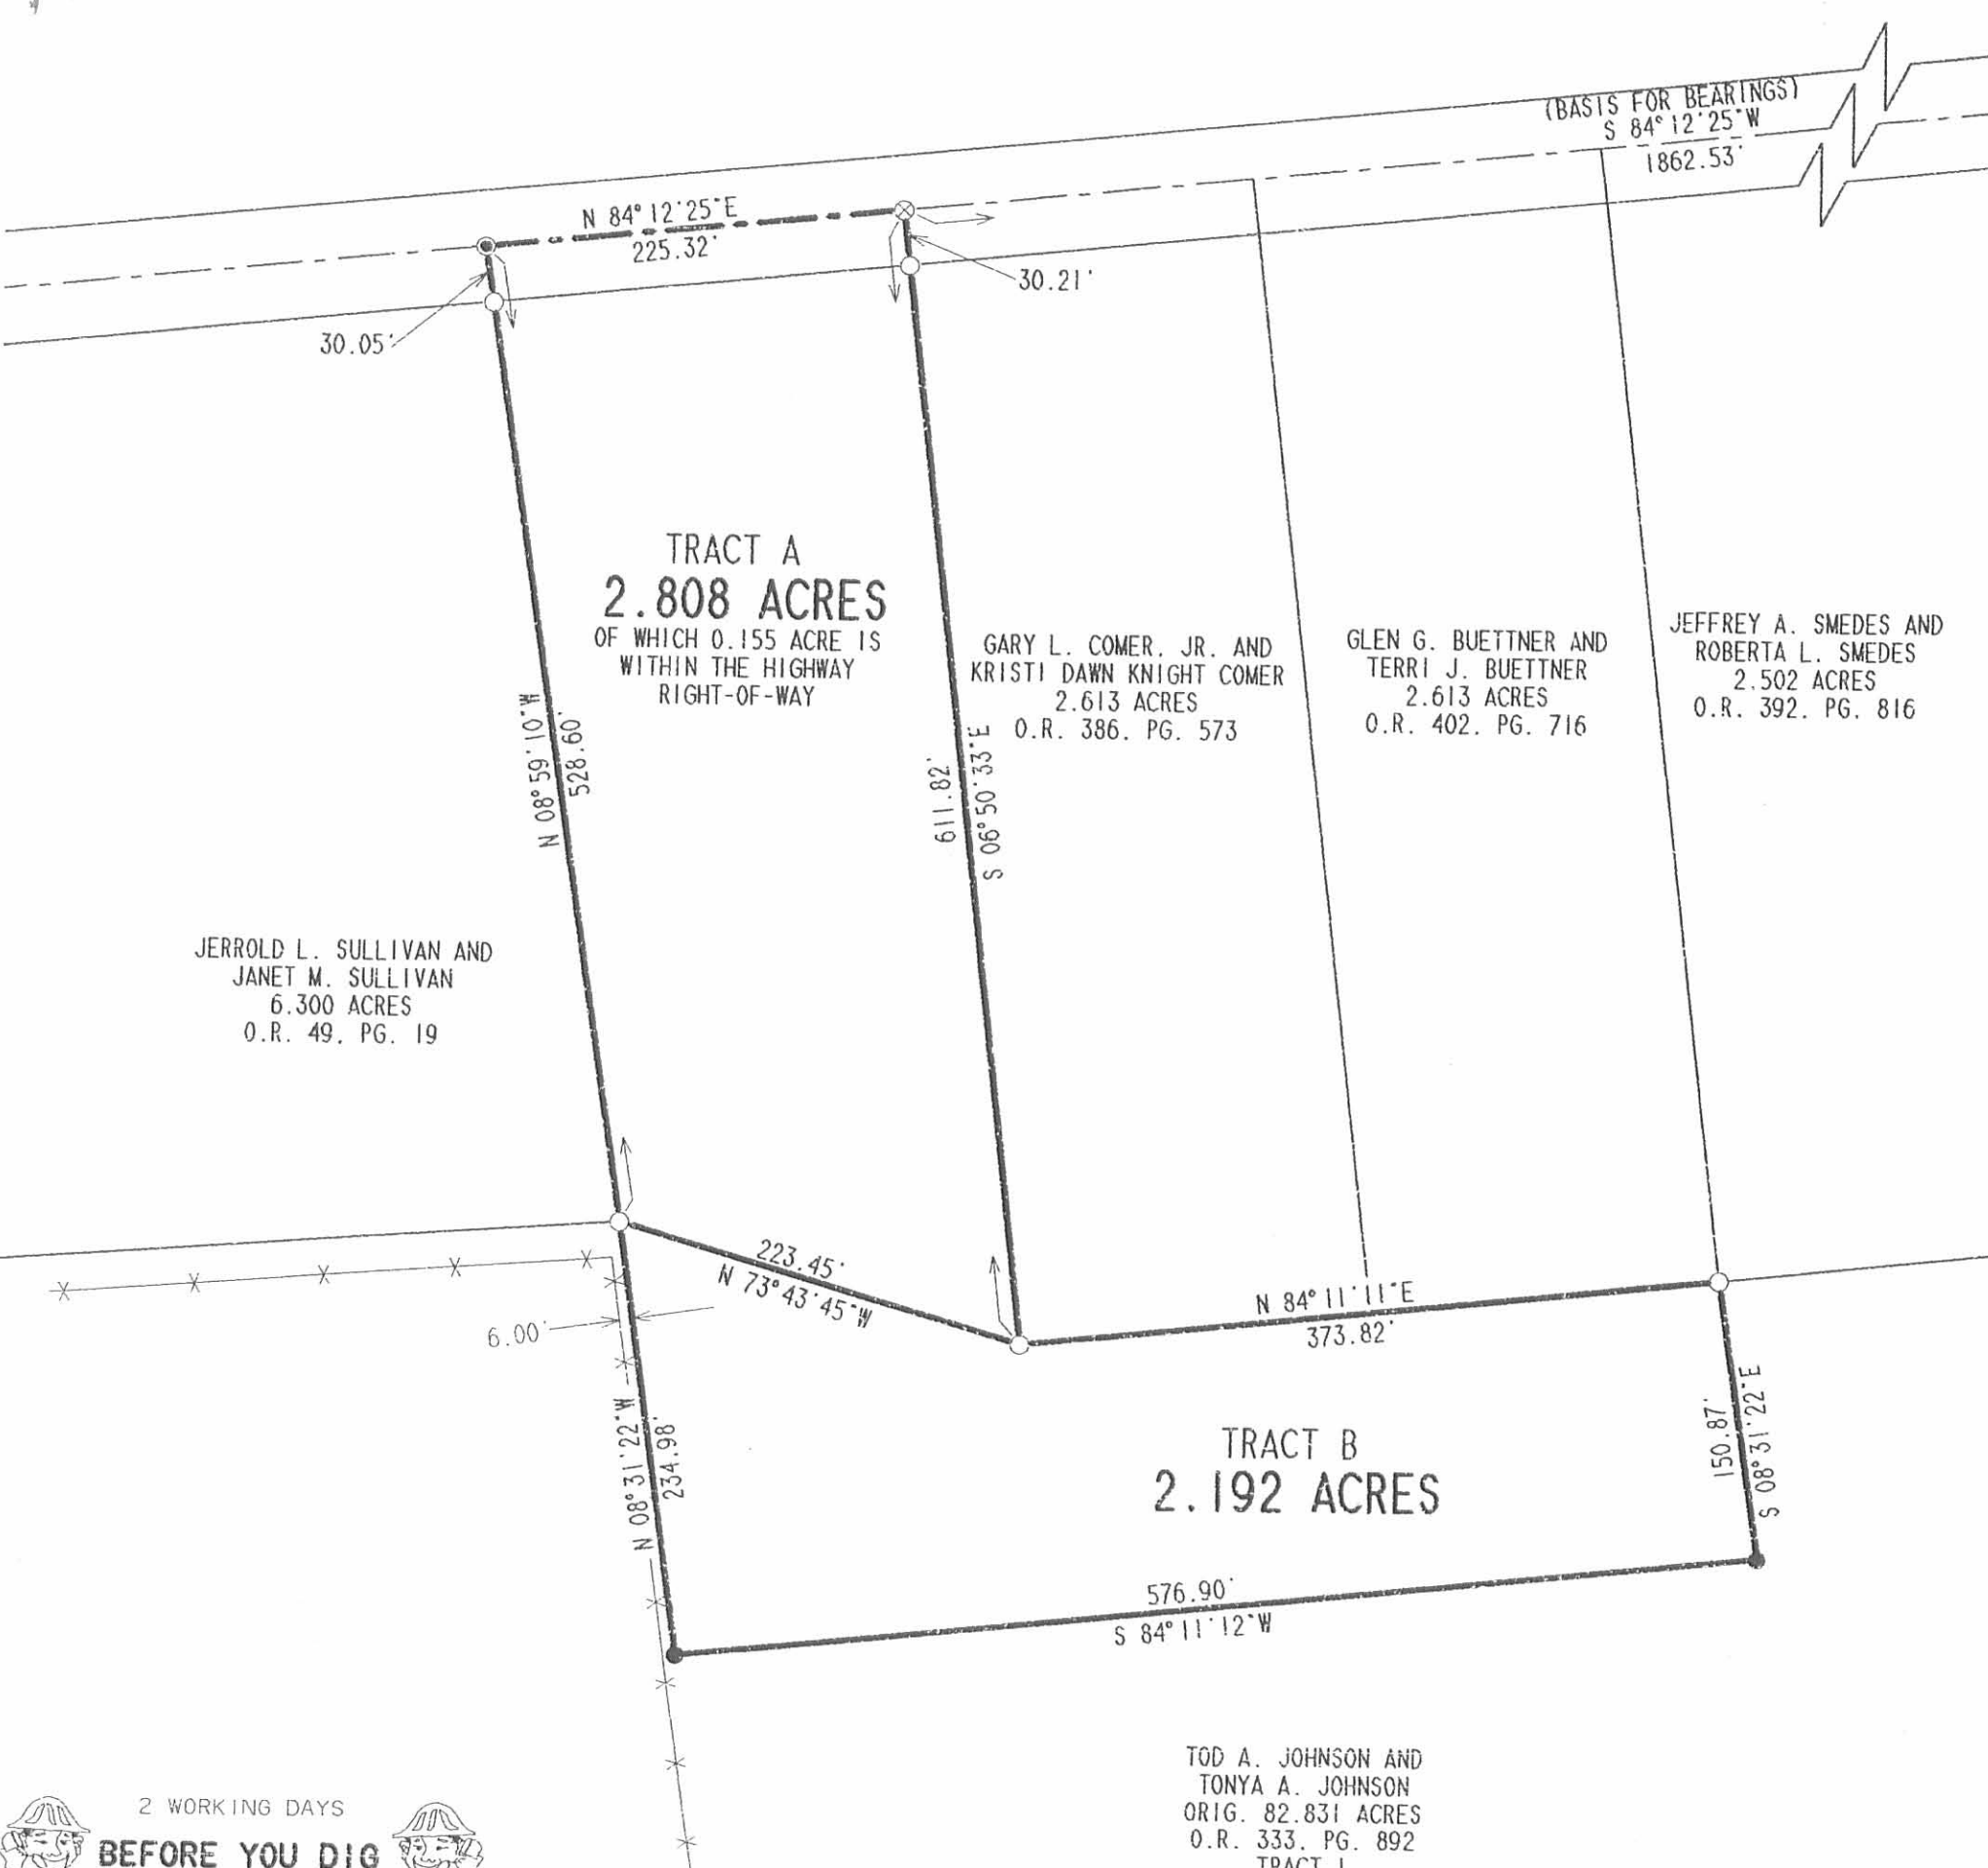 (BASIS FOR BEARINGS)
S 84°12'25"W
1862.53'
N 84°12'25"E
225.32'
30.21'
30.05'
TRACT A
2.808 ACRES
OF WHICH 0.155 ACRE IS
WITHIN THE HIGHWAY
RIGHT-OF-WAY
GARY L. COMER, JR. AND
KRISTI DAWN KNIGHT COMER
2.613 ACRES
O.R. 386, PG. 573
GLEN G. BUETTNER AND
TERRI J. BUETTNER
2.613 ACRES
O.R. 402, PG. 716
JEFFREY A. SMEDES AND
ROBERTA L. SMEDES
2.502 ACRES
O.R. 392, PG. 816
N 08°59'10"W
528.60'
611.82'
S 06°50'33"E
JERROLD L. SULLIVAN AND
JANET M. SULLIVAN
6.300 ACRES
O.R. 49, PG. 19
223.45'
N 73°43'45"W
6.00'
N 84°11'11"E
373.82'
N 08°31'22"W
234.98'
TRACT B
2.192 ACRES
150.87'
S 08°31'22"E
576.90'
S 84°11'12"W
TOD A. JOHNSON AND
TONYA A. JOHNSON
ORIG. 82.831 ACRES
O.R. 333, PG. 892
TRACT I
2 WORKING DAYS
BEFORE YOU DIG